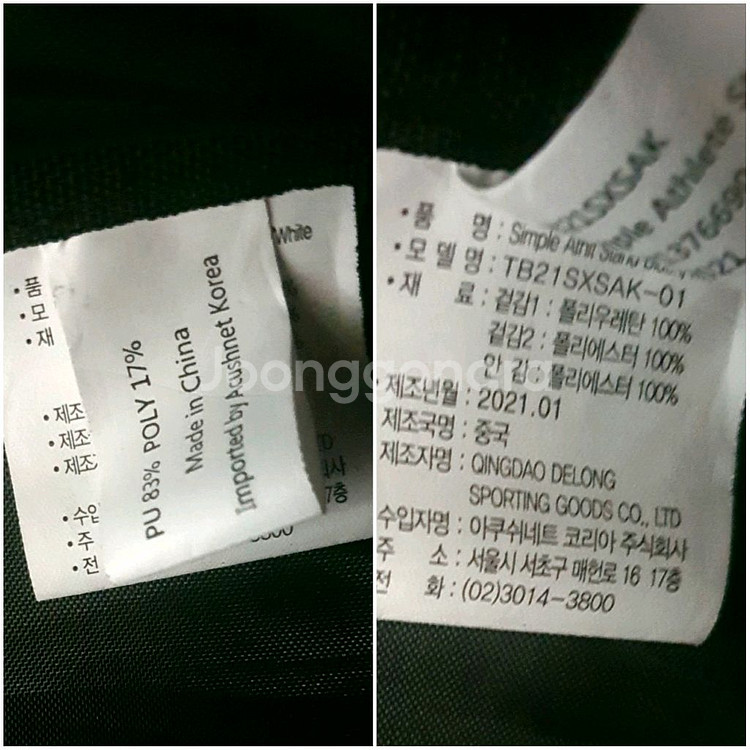 White
•품
•모
•재
•제조
•제조
•제조
•수입
•주
•전
사
7층
PU 83% POLY 17%
Made in China
Imported by Acushnet Korea
Joonggonara
21SXSAK
ble Athlete S
•품 명 : Simple
•모 델 명 : TB21SXSAK-01
•재 료 : 겉감1 : 폴리우레탄 100%
겉감2 : 폴리에스터 100%
안 감 : 폴리에스터 100%
제조년월 : 2021.01
제조국명 : 중국
제조자명 : QINGDAO DELONG
SPORTING GOODS CO., LTD
수입자명 : 아쿠쉬네트 코리아 주식회사
주 소 : 서울시 서초구 매헌로 16 17층
전 화 : (02)3014-3800